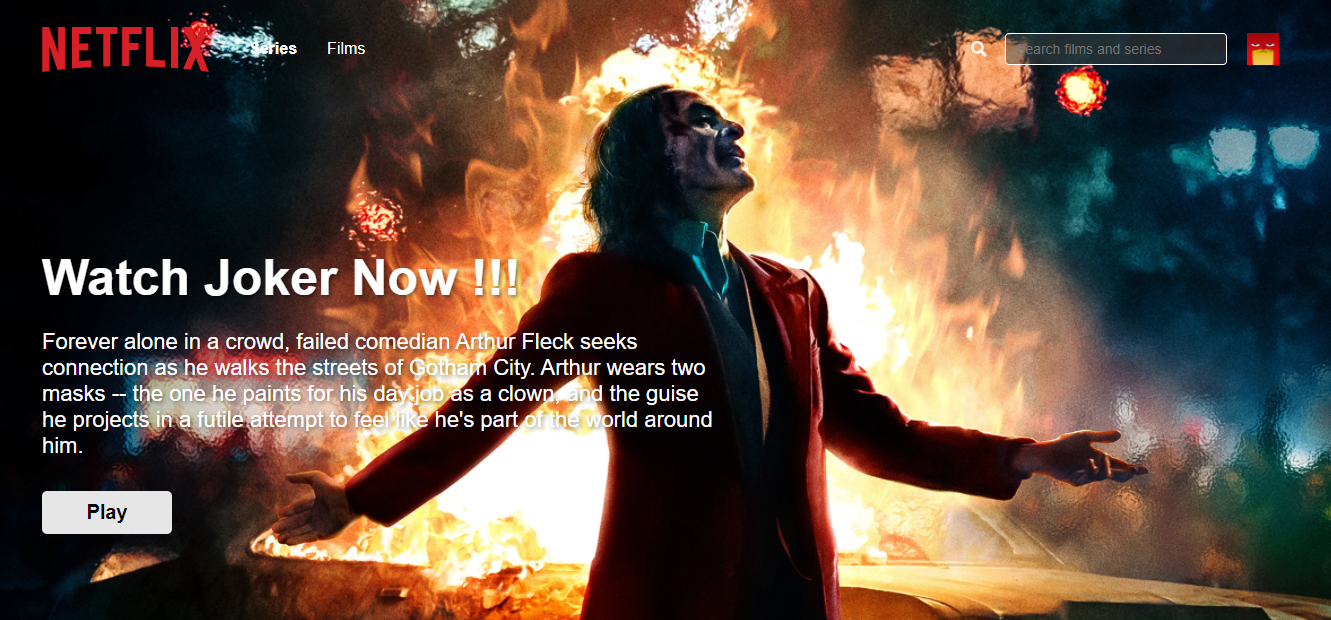 NETFLIX
Series
Films
Search films and series
Watch Joker Now !!!
Forever alone in a crowd, failed comedian Arthur Fleck seeks
connection as he walks the streets of Gotham City. Arthur wears two
masks -- the one he paints for his day job as a clown, and the guise
he projects in a futile attempt to feel like he's part of the world around
him.
Play